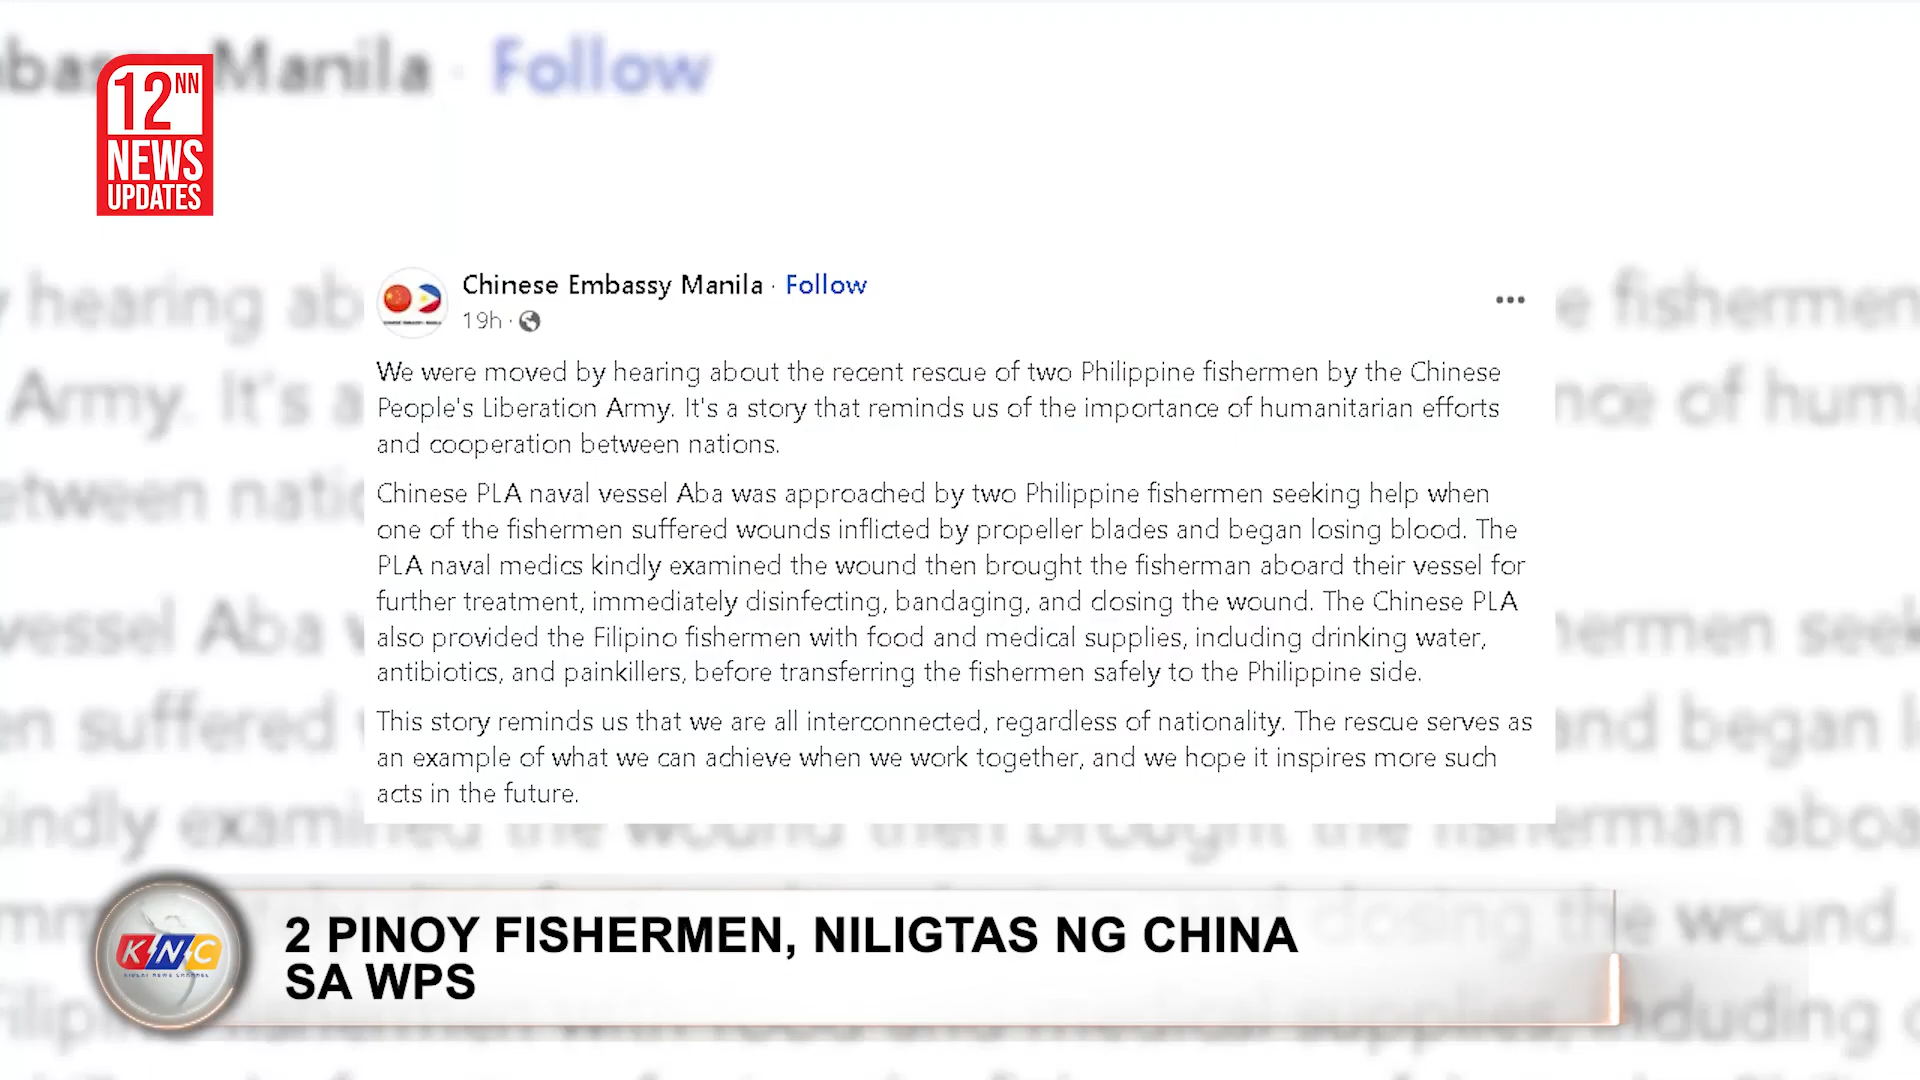 Manila · Follow
12NN
NEWS
UPDATES
Chinese Embassy Manila · Follow
19h ·
We were moved by hearing about the recent rescue of two Philippine fishermen by the Chinese
People's Liberation Army. It's a story that reminds us of the importance of humanitarian efforts
and cooperation between nations.
Chinese PLA naval vessel Aba was approached by two Philippine fishermen seeking help when
one of the fishermen suffered wounds inflicted by propeller blades and began losing blood. The
PLA naval medics kindly examined the wound then brought the fisherman aboard their vessel for
further treatment, immediately disinfecting, bandaging, and closing the wound. The Chinese PLA
also provided the Filipino fishermen with food and medical supplies, including drinking water,
antibiotics, and painkillers, before transferring the fishermen safely to the Philippine side.
This story reminds us that we are all interconnected, regardless of nationality. The rescue serves as
an example of what we can achieve when we work together, and we hope it inspires more such
acts in the future.
KNC
2 PINOY FISHERMEN, NILIGTAS NG CHINA
SA WPS